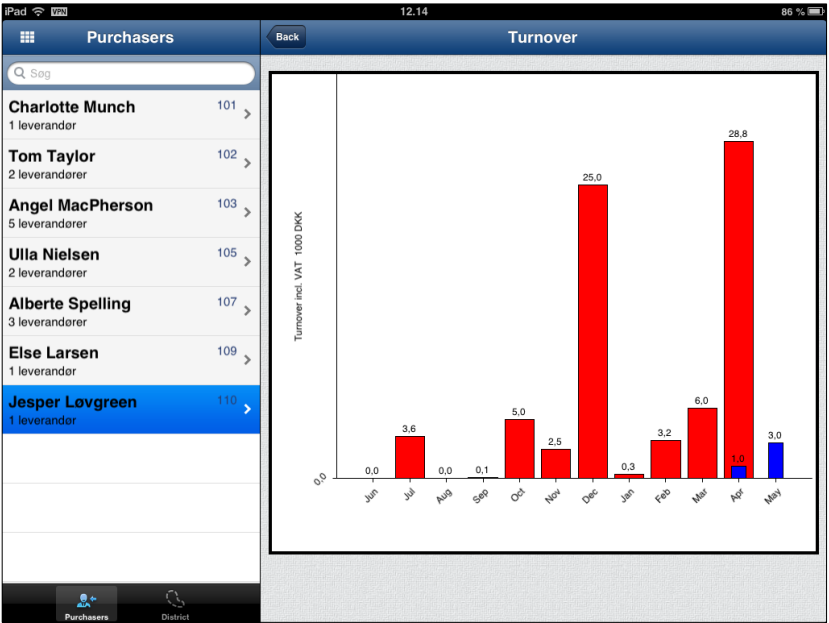 iPad VPN 12.14 86 %
Purchasers
Back Turnover
Søg
Charlotte Munch 101
1 leverandør
Tom Taylor 102
2 leverandører
Angel MacPherson 103
5 leverandører
Ulla Nielsen 105
2 leverandører
Alberte Spelling 107
3 leverandører
Else Larsen 109
1 leverandør
Jesper Løvgreen 110
1 leverandør
Purchasers District
Turnover incl. VAT 1000 DKK
28,8
25,0
6,0
5,0
3,6
3,2
3,0
2,5
1,0
0,0 0,0 0,1 0,3
0,0
Jun Jul Aug Sep Oct Nov Dec Jan Feb Mar Apr May